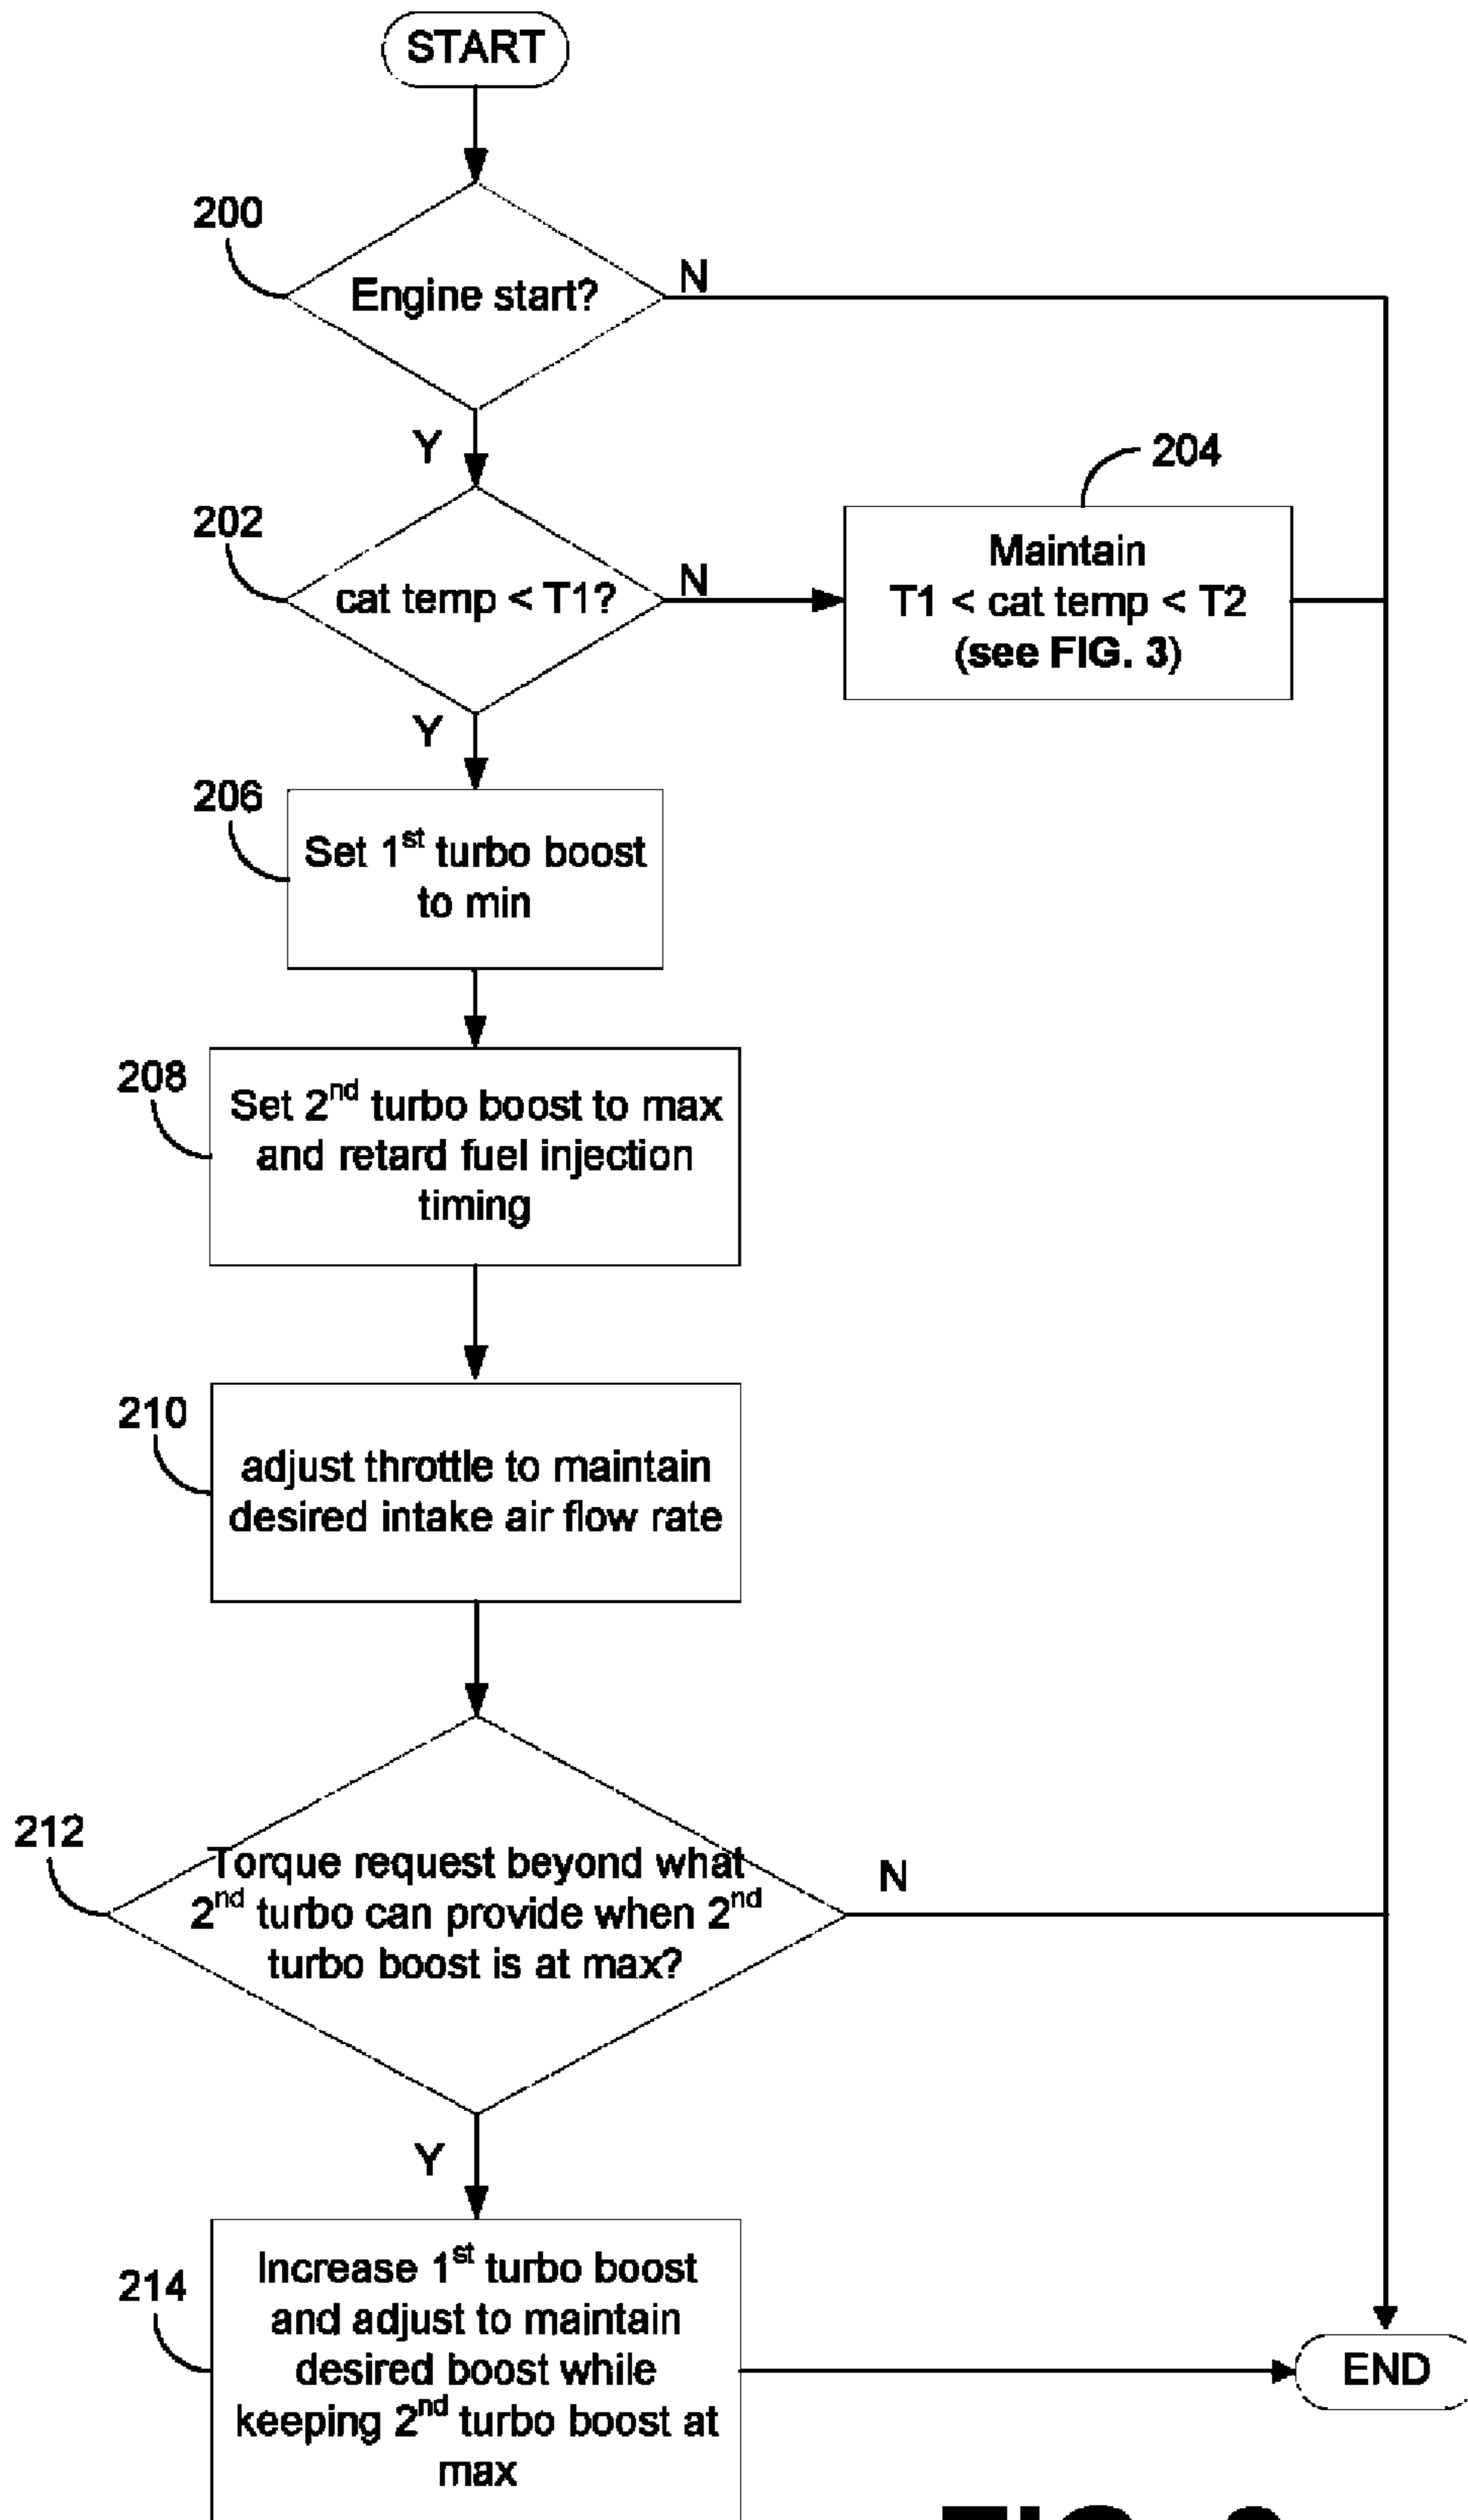 START
200
Engine start?
N
Y
204
202
cat temp < T1?
N
Maintain
T1 < cat temp < T2
(see FIG. 3)
Y
206
Set 1st turbo boost
to min
208
Set 2nd turbo boost to max
and retard fuel injection
timing
210
adjust throttle to maintain
desired intake air flow rate
212
Torque request beyond what
2nd turbo can provide when 2nd
turbo boost is at max?
N
Y
214
Increase 1st turbo boost
and adjust to maintain
desired boost while
keeping 2nd turbo boost at
max
END